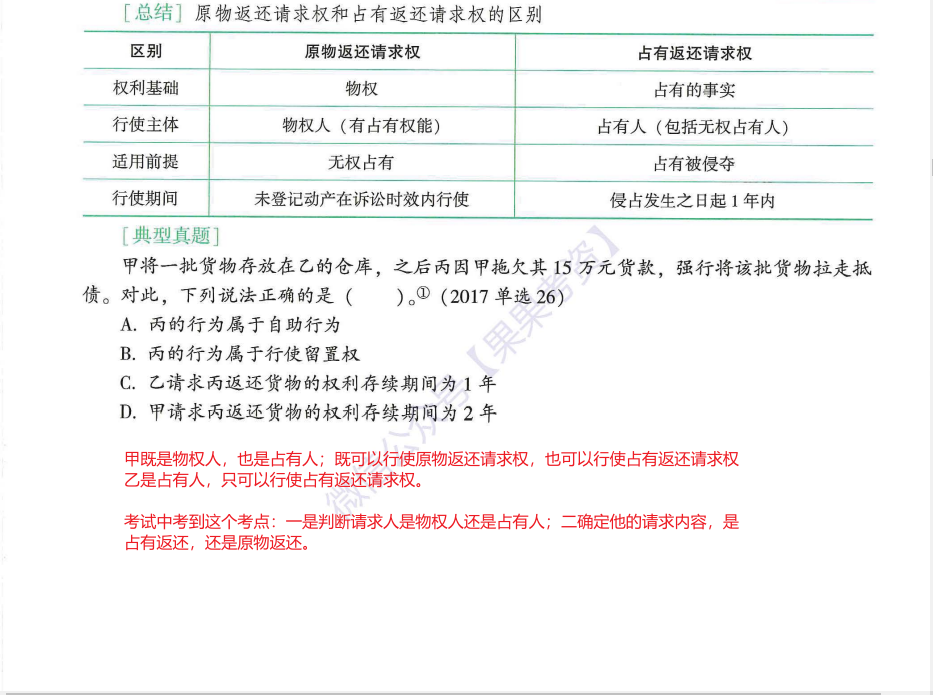 [总结] 原物返还请求权和占有返还请求权的区别
区别 原物返还请求权 占有返还请求权
权利基础 物权 占有的事实
行使主体 物权人（有占有权能） 占有人（包括无权占有人）
适用前提 无权占有 占有被侵夺
行使期间 未登记动产在诉讼时效内行使 侵占发生之日起1年内
[典型真题]
甲将一批货物存放在乙的仓库，之后丙因甲拖欠其15万元货款，强行将该批货物拉走抵
债。对此，下列说法正确的是（　　）。①（2017单选26）
A. 丙的行为属于自助行为
B. 丙的行为属于行使留置权
C. 乙请求丙返还货物的权利存续期间为1年
D. 甲请求丙返还货物的权利存续期间为2年
甲既是物权人，也是占有人；既可以行使原物返还请求权，也可以行使占有返还请求权
乙是占有人，只可以行使占有返还请求权。
考试中考到这个考点：一是判断请求人是物权人还是占有人；二确定他的请求内容，是
占有返还，还是原物返还。
微信公众号【果果考资】